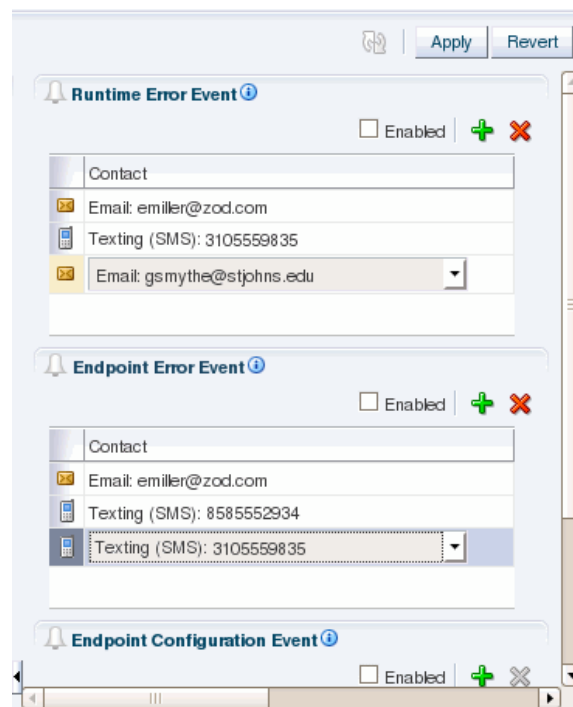 Apply Revert
Runtime Error Event
Enabled
Contact
Email: emiller@zod.com
Texting (SMS): 3105559835
Email: gsmythe@stjohns.edu
Endpoint Error Event
Enabled
Contact
Email: emiller@zod.com
Texting (SMS): 8585552934
Texting (SMS): 3105559835
Endpoint Configuration Event
Enabled